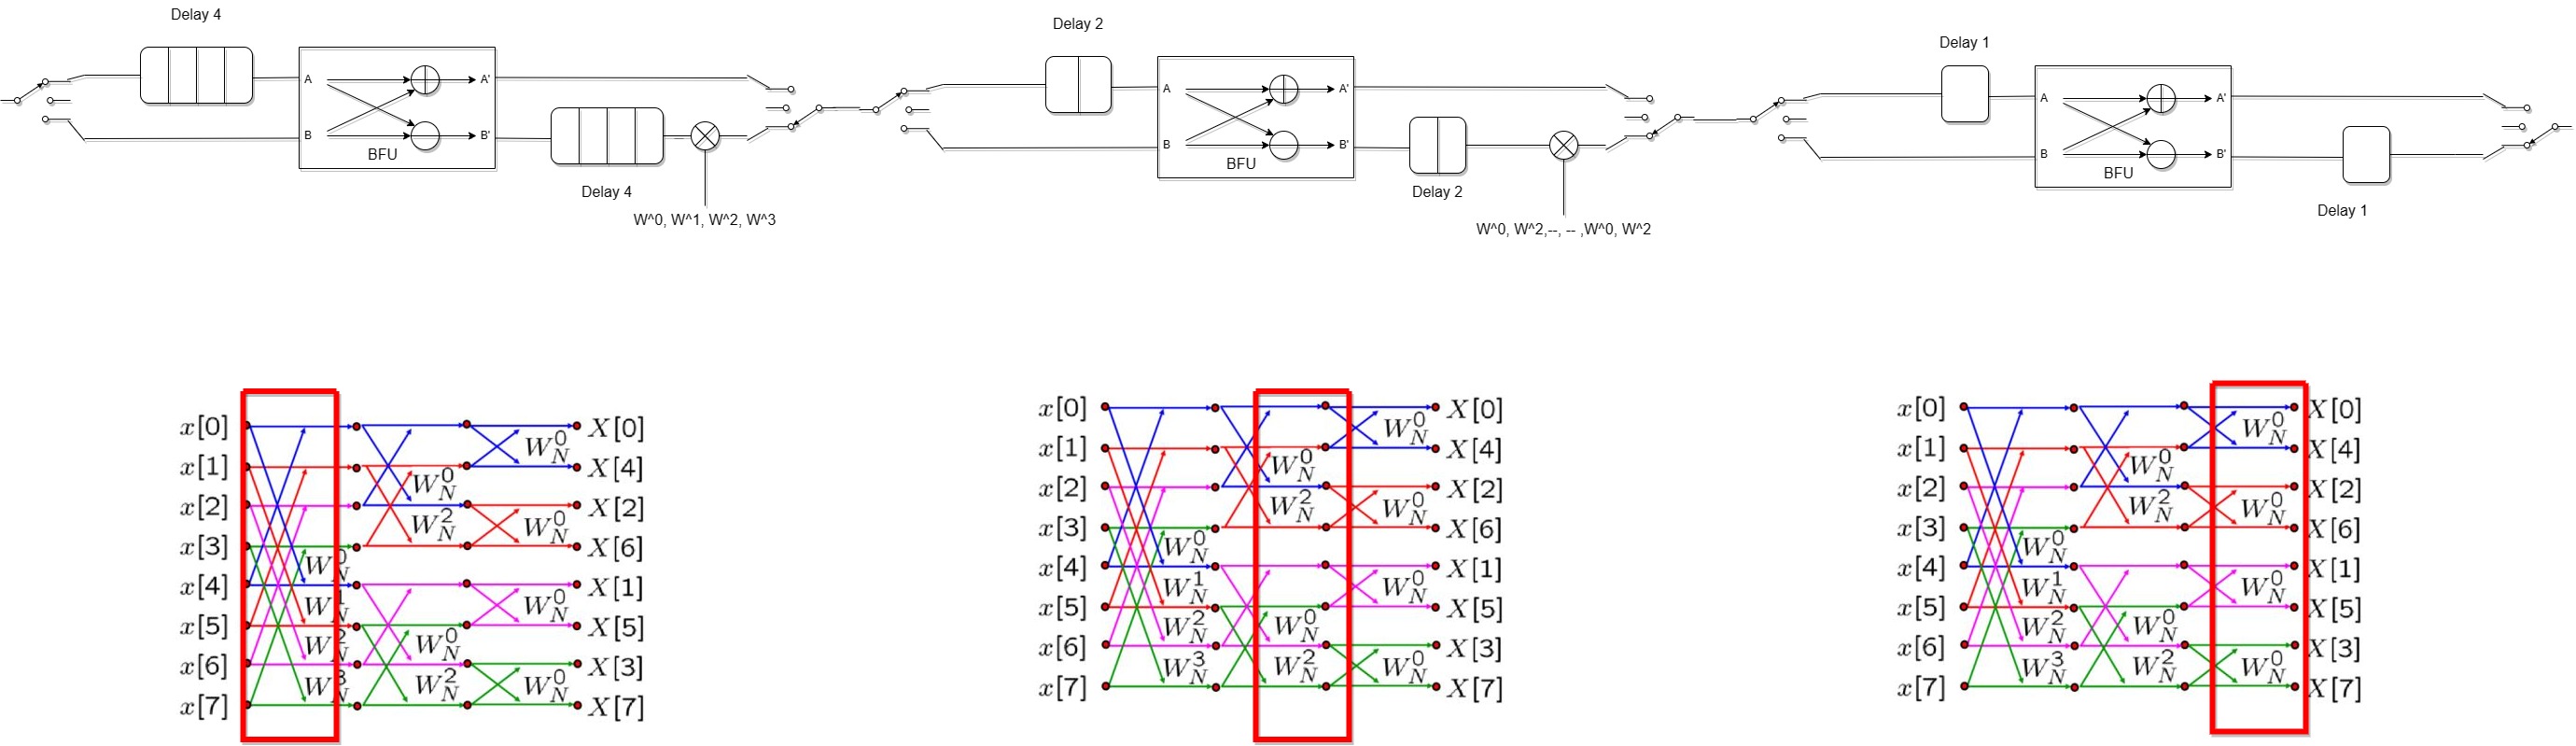 Delay 4
A
B
A'
B'
BFU
Delay 4
W^0, W^1, W^2, W^3
Delay 2
A
B
A'
B'
BFU
Delay 2
W^0, W^2,--, -- ,W^0, W^2
Delay 1
A
B
A'
B'
BFU
Delay 1
x[0] X[0]
W_N^0
x[1] X[4]
W_N^0
x[2] X[2]
W_N^2 W_N^0
x[3] X[6]
W_N^0
x[4] X[1]
W_N^1 W_N^0
x[5] X[5]
W_N^2 W_N^0
x[6] X[3]
W_N^3 W_N^2 W_N^0
x[7] X[7]
x[0] X[0]
W_N^0
x[1] X[4]
W_N^0
x[2] X[2]
W_N^2 W_N^0
x[3] X[6]
W_N^0
x[4] X[1]
W_N^1 W_N^0
x[5] X[5]
W_N^2 W_N^0
x[6] X[3]
W_N^3 W_N^2 W_N^0
x[7] X[7]
x[0] X[0]
W_N^0
x[1] X[4]
W_N^0
x[2] X[2]
W_N^2 W_N^0
x[3] X[6]
W_N^0
x[4] X[1]
W_N^1 W_N^0
x[5] X[5]
W_N^2 W_N^0
x[6] X[3]
W_N^3 W_N^2 W_N^0
x[7] X[7]